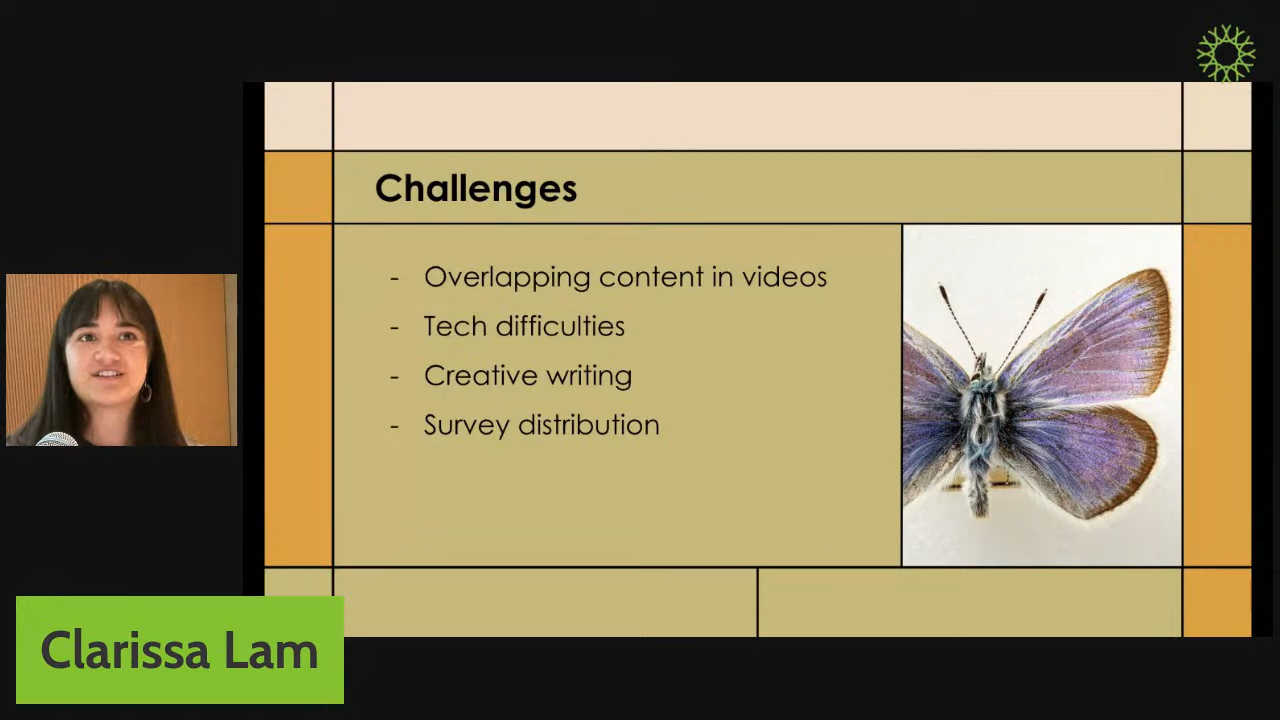 Challenges
- Overlapping content in videos
- Tech difficulties
- Creative writing
- Survey distribution
Clarissa Lam